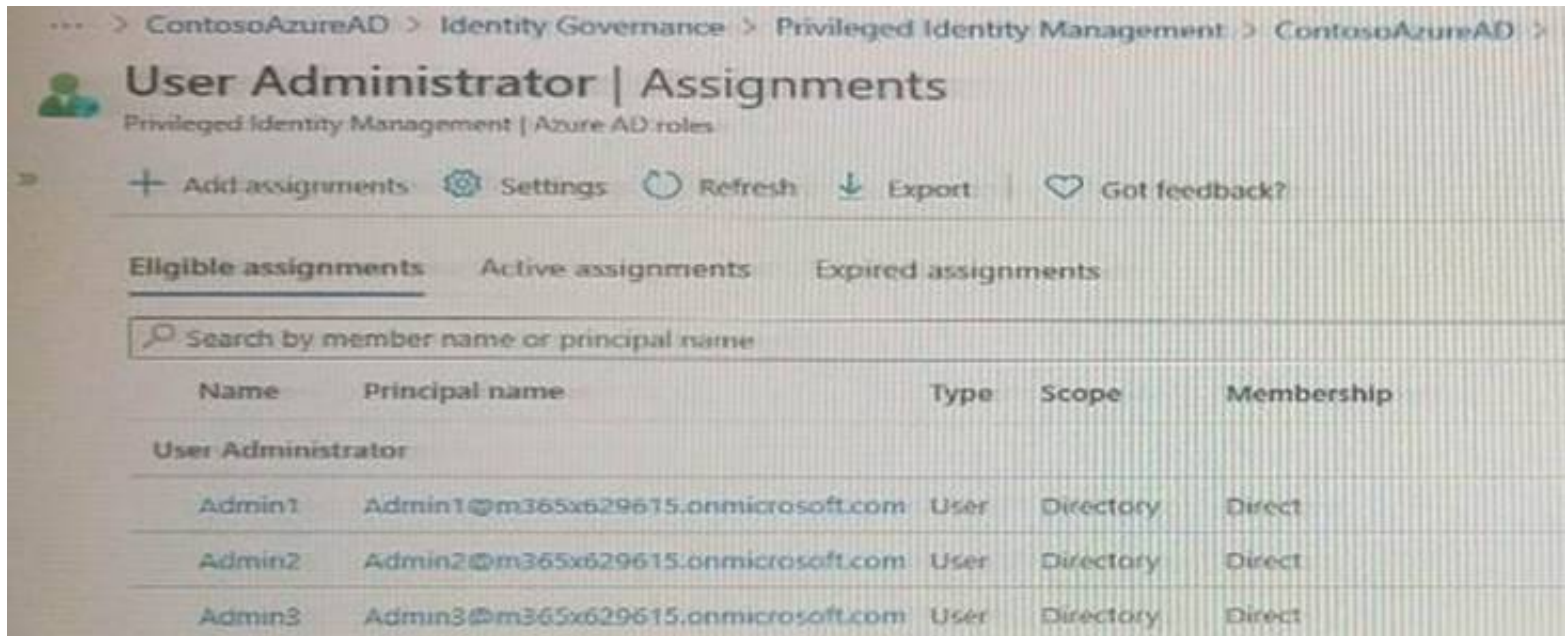 ... > ContosoAzureAD > Identity Governance > Privileged Identity Management > ContosoAzureAD >
User Administrator | Assignments
Privileged Identity Management | Azure AD roles
» + Add assignments Settings Refresh Export Got feedback?
Eligible assignments Active assignments Expired assignments
Search by member name or principal name
Name Principal name Type Scope Membership
User Administrator
Admin1 Admin1@m365x629615.onmicrosoft.com User Directory Direct
Admin2 Admin2@m365x629615.onmicrosoft.com User Directory Direct
Admin3 Admin3@m365x629615.onmicrosoft.com User Directory Direct